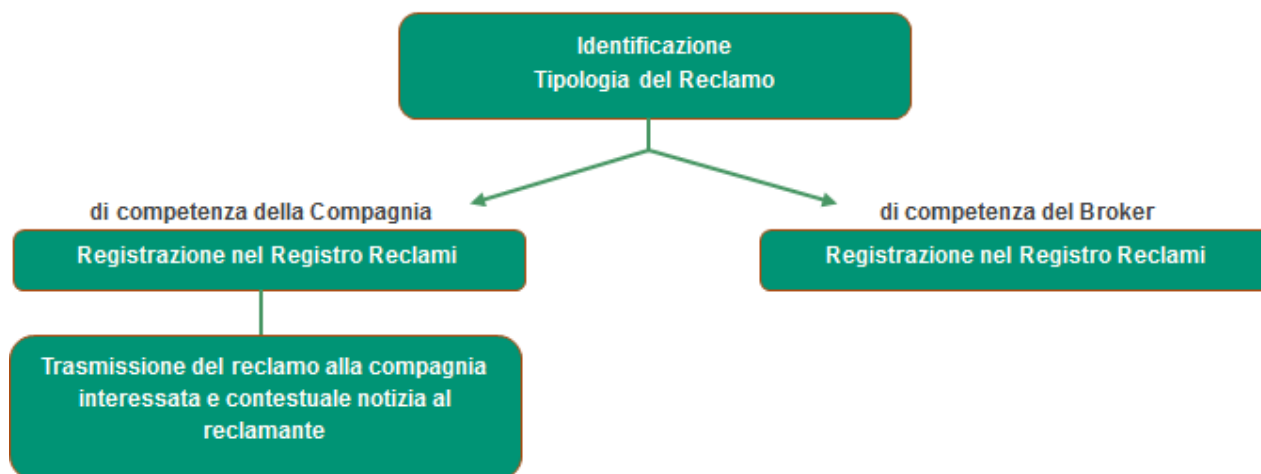 Identificazione
Tipologia del Reclamo
di competenza della Compagnia
Registrazione nel Registro Reclami
Trasmissione del reclamo alla compagnia
interessata e contestuale notizia al
reclamante
di competenza del Broker
Registrazione nel Registro Reclami